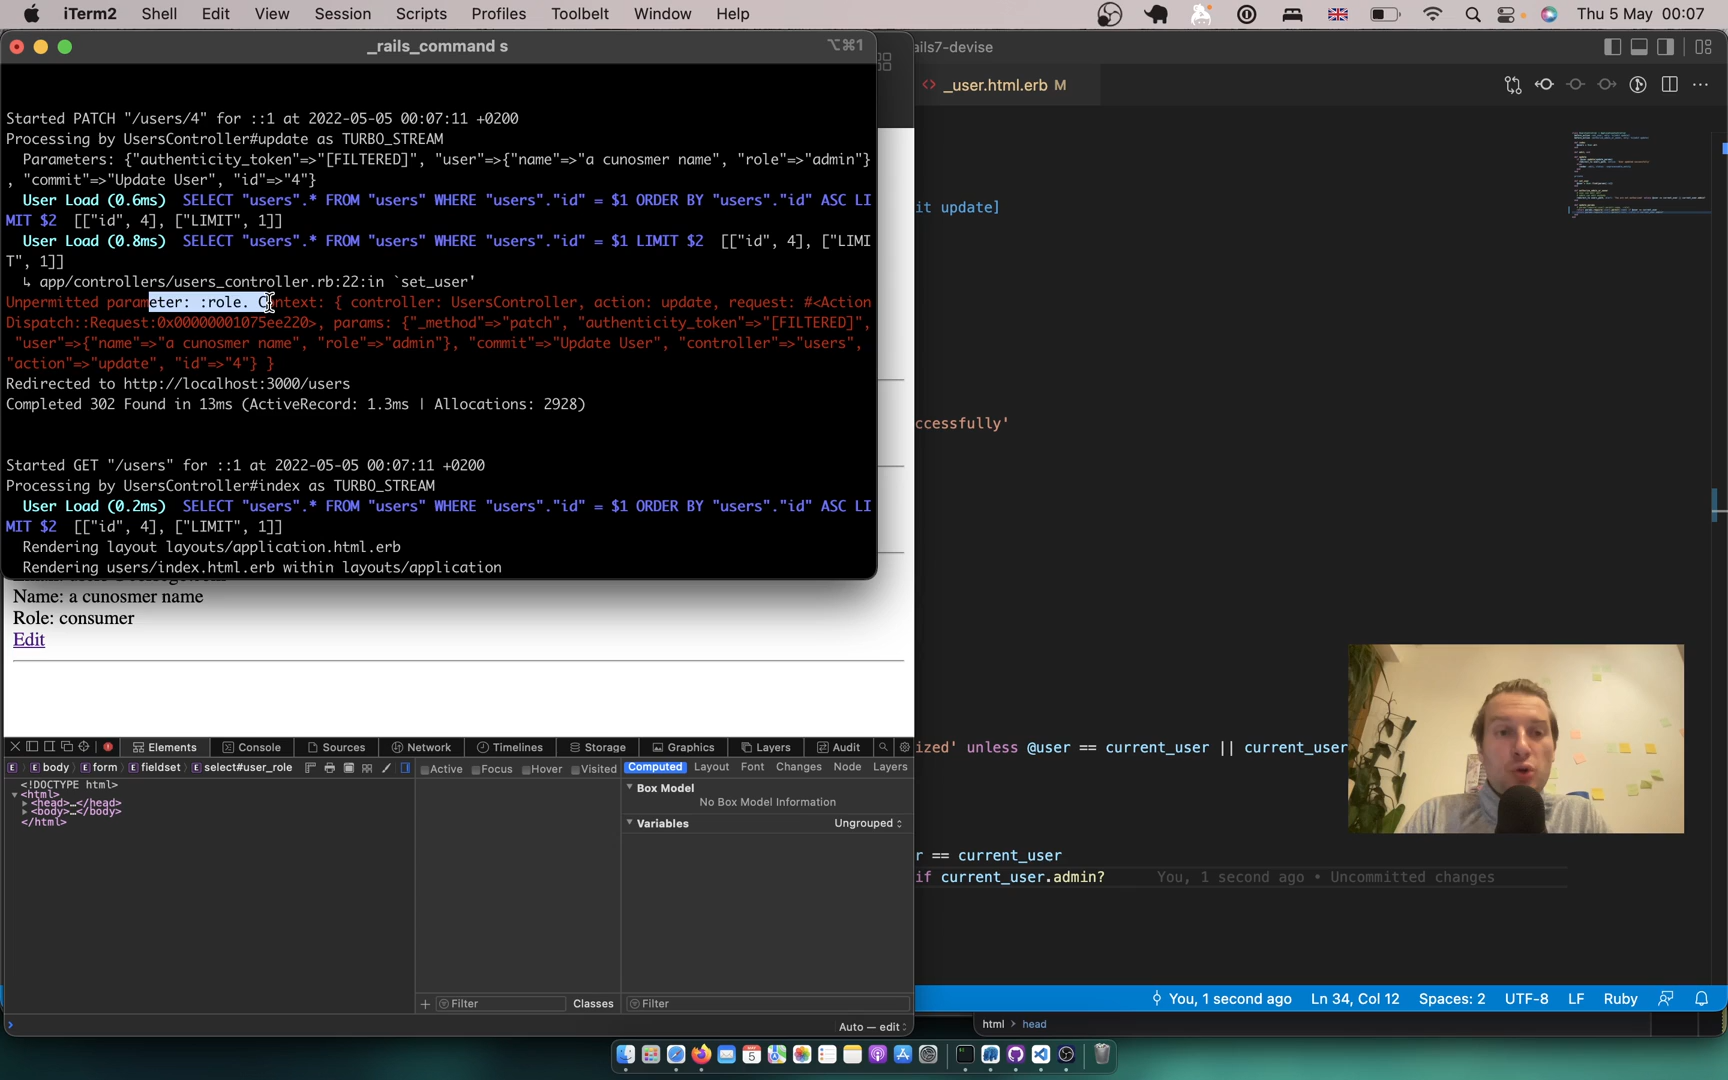 iTerm2 Shell Edit View Session Scripts Profiles Toolbelt Window Help Thu 5 May 00:07
_rails_command s ⌥⌘1
ails7-devise
<> _user.html.erb M
Started PATCH "/users/4" for ::1 at 2022-05-05 00:07:11 +0200
Processing by UsersController#update as TURBO_STREAM
Parameters: {"authenticity_token"=>"[FILTERED]", "user"=>{"name"=>"a cunosmer name", "role"=>"admin"}
, "commit"=>"Update User", "id"=>"4"}
User Load (0.6ms) SELECT "users".* FROM "users" WHERE "users"."id" = $1 ORDER BY "users"."id" ASC LI
MIT $2 [["id", 4], ["LIMIT", 1]]
User Load (0.8ms) SELECT "users".* FROM "users" WHERE "users"."id" = $1 LIMIT $2 [["id", 4], ["LIMI
T", 1]]
↳ app/controllers/users_controller.rb:22:in `set_user'
Unpermitted parameter: :role. Context: { controller: UsersController, action: update, request: #<Action
Dispatch::Request:0x00000001075ee220>, params: {"_method"=>"patch", "authenticity_token"=>"[FILTERED]",
"user"=>{"name"=>"a cunosmer name", "role"=>"admin"}, "commit"=>"Update User", "controller"=>"users",
"action"=>"update", "id"=>"4"} }
Redirected to http://localhost:3000/users
Completed 302 Found in 13ms (ActiveRecord: 1.3ms | Allocations: 2928)
Started GET "/users" for ::1 at 2022-05-05 00:07:11 +0200
Processing by UsersController#index as TURBO_STREAM
User Load (0.2ms) SELECT "users".* FROM "users" WHERE "users"."id" = $1 ORDER BY "users"."id" ASC LI
MIT $2 [["id", 4], ["LIMIT", 1]]
Rendering layout layouts/application.html.erb
Rendering users/index.html.erb within layouts/application
it update]
ccessfully'
ized' unless @user == current_user || current_user
r == current_user
if current_user.admin? You, 1 second ago • Uncommitted changes
Name: a cunosmer name
Role: consumer
Edit
Elements Console Sources Network Timelines Storage Graphics Layers Audit
E body E form E fieldset E select#user_role
Active Focus Hover Visited Computed Layout Font Changes Node Layers
<!DOCTYPE html>
<html>
<head>…</head>
<body>…</body>
</html>
Box Model
No Box Model Information
Variables Ungrouped
Filter Classes Filter
Auto — edit
You, 1 second ago Ln 34, Col 12 Spaces: 2 UTF-8 LF Ruby
html > head